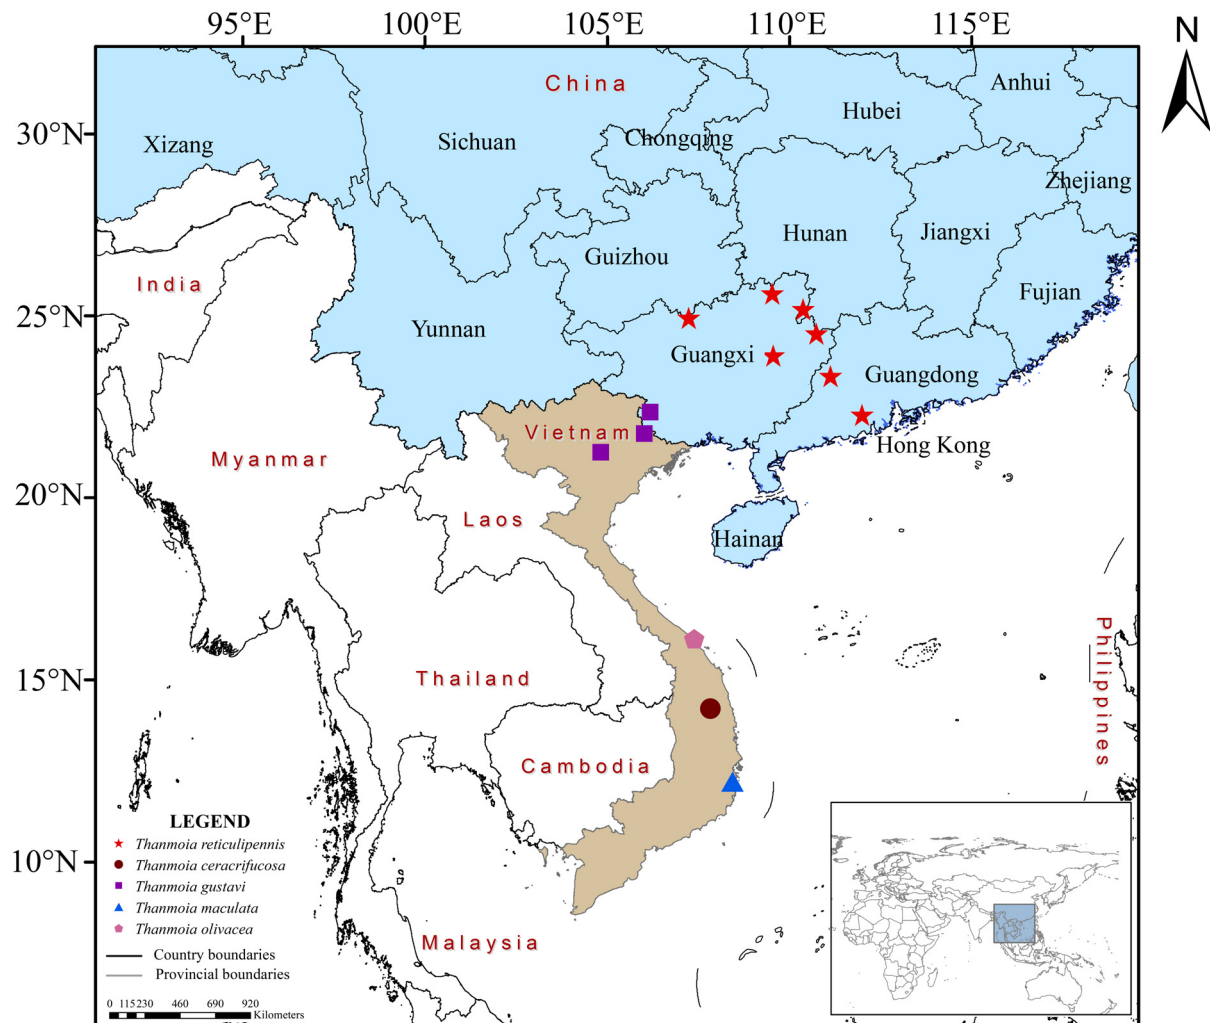 95°E 100°E 105°E 110°E 115°E
N
China
Anhui
Hubei
30°N
Chongqing
Xizang
Sichuan
Zhejiang
Hunan
Jiangxi
Guizhou
India
Fujian
25°N
Yunnan
Guangxi
Guangdong
Vietnam
Hong Kong
Myanmar
20°N
Laos
Hainan
Philippines
15°N
Thailand
Cambodia
LEGEND
Thanmoia reticulipennis
Thanmoia ceracrifucosa
10°N
Thanmoia gustavi
Thanmoia maculata
Thanmoia olivacea
Malaysia
Country boundaries
Provincial boundaries
0 115 230 460 690 920
Kilometers